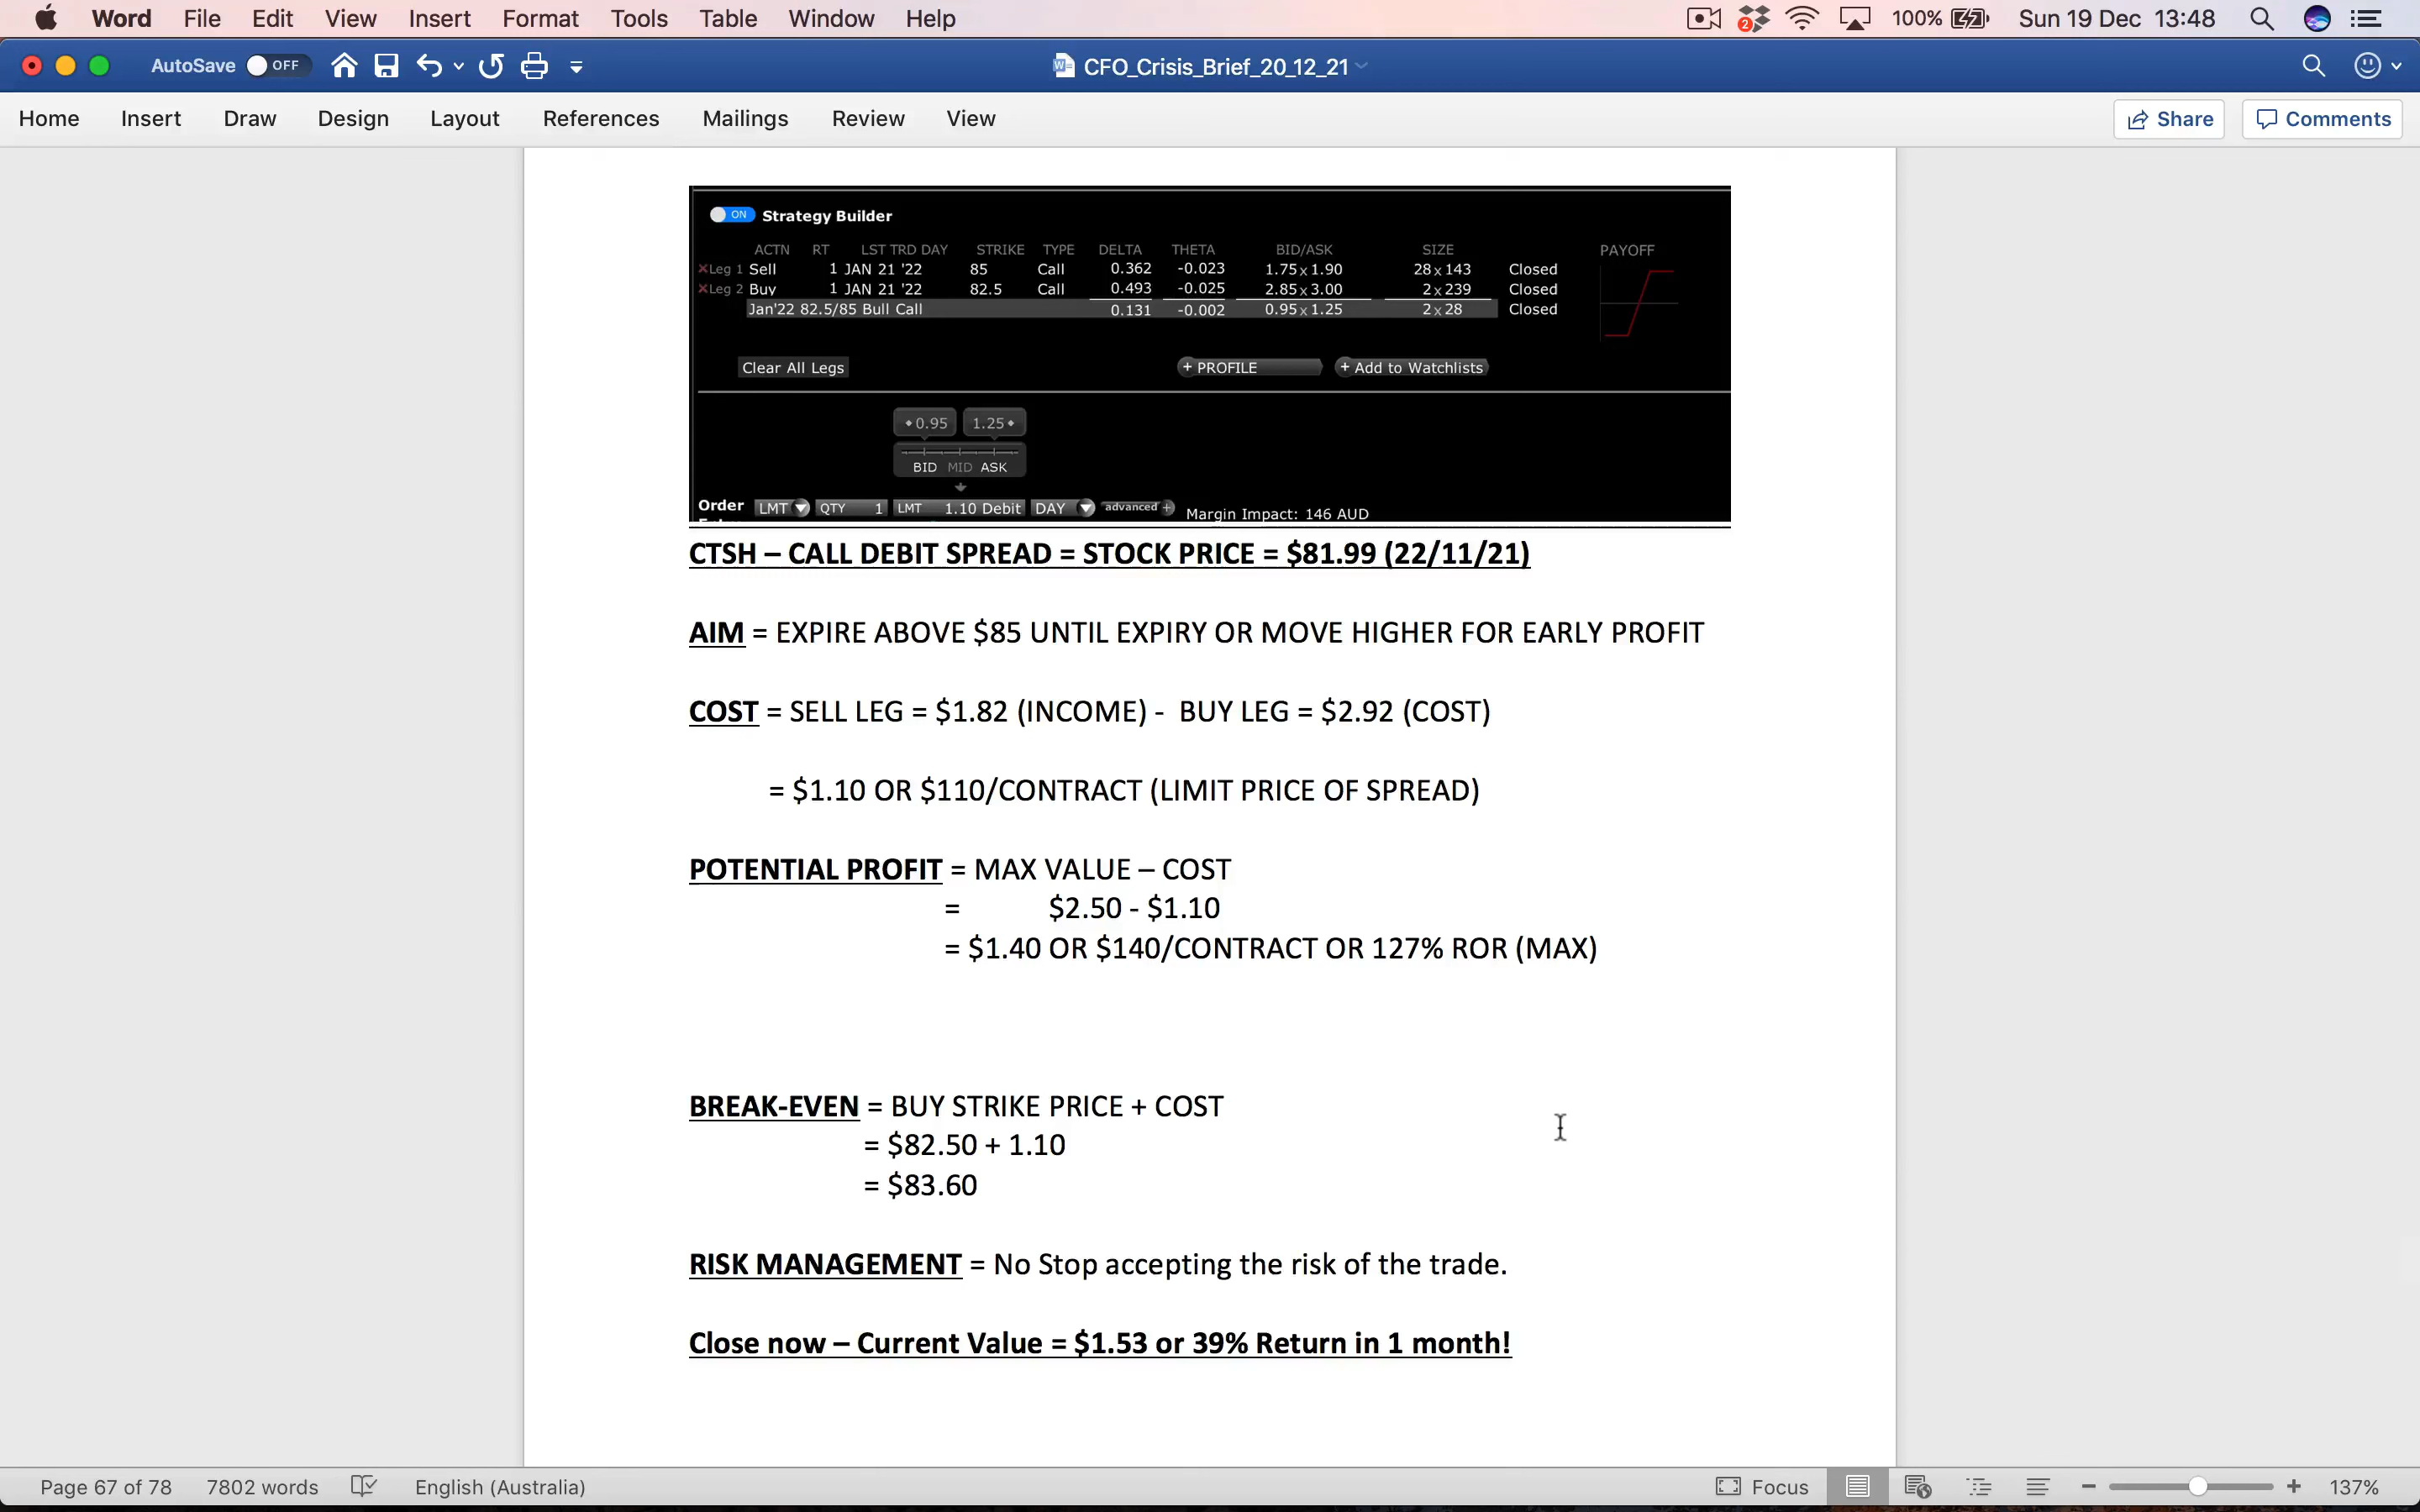 Word File Edit View Insert Format Tools Table Window Help 2 100% Sun 19 Dec 13:48
AutoSave OFF CFO_Crisis_Brief_20_12_21
Home Insert Draw Design Layout References Mailings Review View Share Comments
ON Strategy Builder
ACTN RT LST TRD DAY STRIKE TYPE DELTA THETA BID/ASK SIZE PAYOFF
Leg 1 Sell 1 JAN 21 '22 85 Call 0.362 -0.023 1.75 x 1.90 28 x 143 Closed
Leg 2 Buy 1 JAN 21 '22 82.5 Call 0.493 -0.025 2.85 x 3.00 2 x 239 Closed
Jan'22 82.5/85 Bull Call 0.131 -0.002 0.95 x 1.25 2 x 28 Closed
Clear All Legs + PROFILE + Add to Watchlists
0.95 1.25
BID MID ASK
Order LMT QTY 1 LMT 1.10 Debit DAY advanced + Margin Impact: 146 AUD
CTSH – CALL DEBIT SPREAD = STOCK PRICE = $81.99 (22/11/21)
AIM = EXPIRE ABOVE $85 UNTIL EXPIRY OR MOVE HIGHER FOR EARLY PROFIT
COST = SELL LEG = $1.82 (INCOME) - BUY LEG = $2.92 (COST)
= $1.10 OR $110/CONTRACT (LIMIT PRICE OF SPREAD)
POTENTIAL PROFIT = MAX VALUE – COST
= $2.50 - $1.10
= $1.40 OR $140/CONTRACT OR 127% ROR (MAX)
BREAK-EVEN = BUY STRIKE PRICE + COST
= $82.50 + 1.10
= $83.60
RISK MANAGEMENT = No Stop accepting the risk of the trade.
Close now – Current Value = $1.53 or 39% Return in 1 month!
Page 67 of 78 7802 words English (Australia) Focus 137%